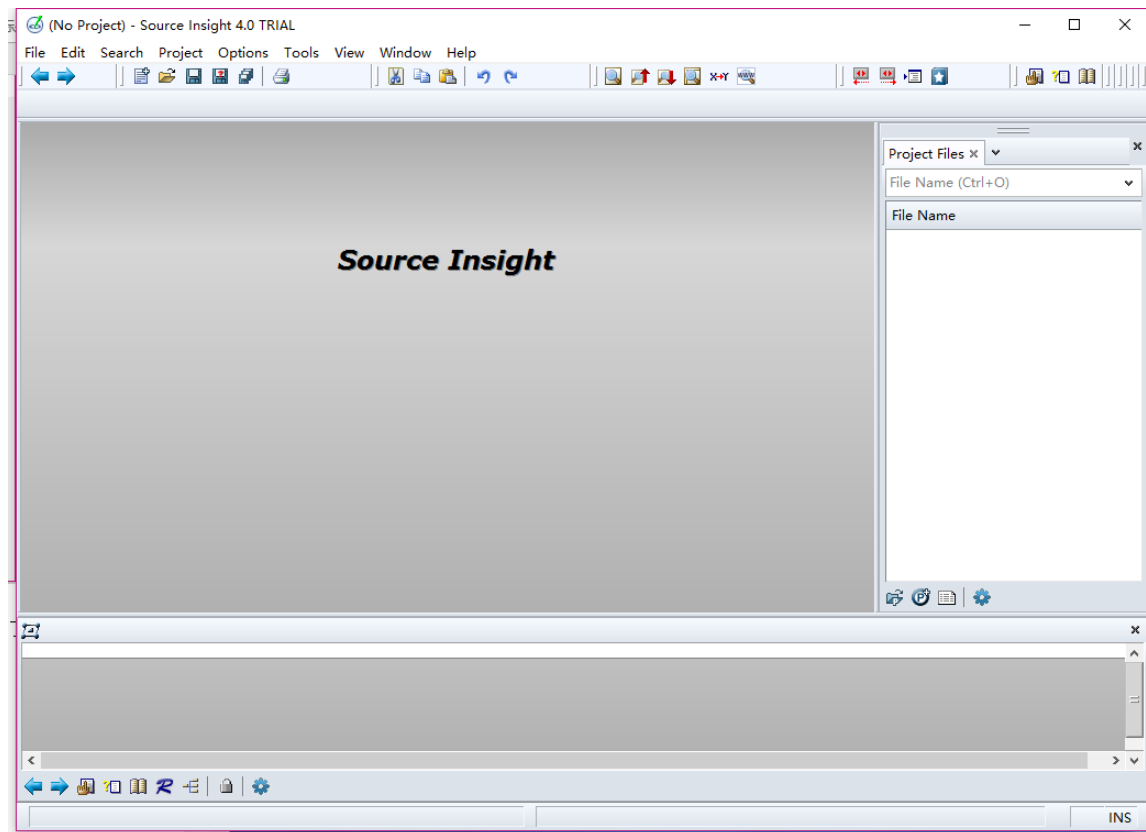 (No Project) - Source Insight 4.0 TRIAL
File Edit Search Project Options Tools View Window Help
X→Y
WWW
Project Files
File Name (Ctrl+O)
File Name
Source Insight
INS